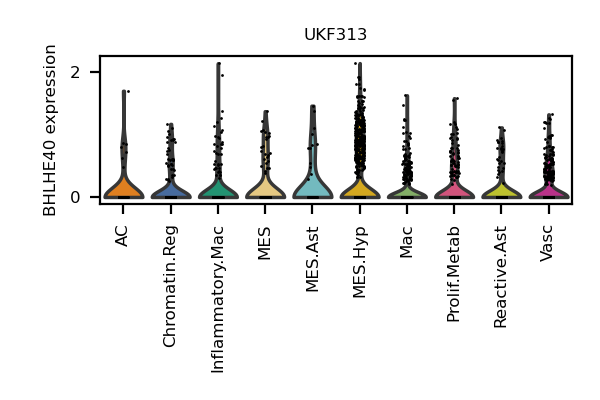 UKF313
BHLHE40 expression
2
0
AC
Chromatin.Reg
Inflammatory.Mac
MES
MES.Ast
MES.Hyp
Mac
Prolif.Metab
Reactive.Ast
Vasc